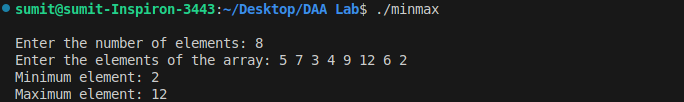 sumit@sumit-Inspiron-3443:~/Desktop/DAA Lab$ ./minmax
Enter the number of elements: 8
Enter the elements of the array: 5 7 3 4 9 12 6 2
Minimum element: 2
Maximum element: 12